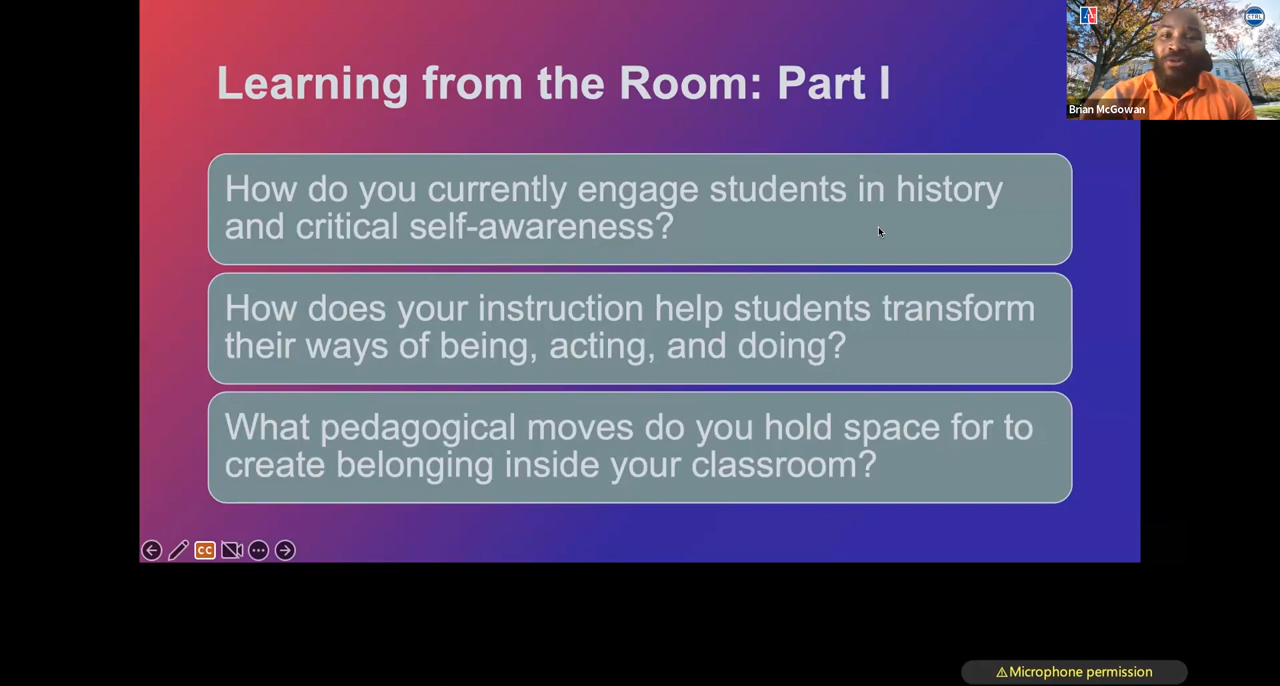 Learning from the Room: Part I
CTRL
Brian McGowan
How do you currently engage students in history
and critical self-awareness?
How does your instruction help students transform
their ways of being, acting, and doing?
What pedagogical moves do you hold space for to
create belonging inside your classroom?
CC
⚠Microphone permission